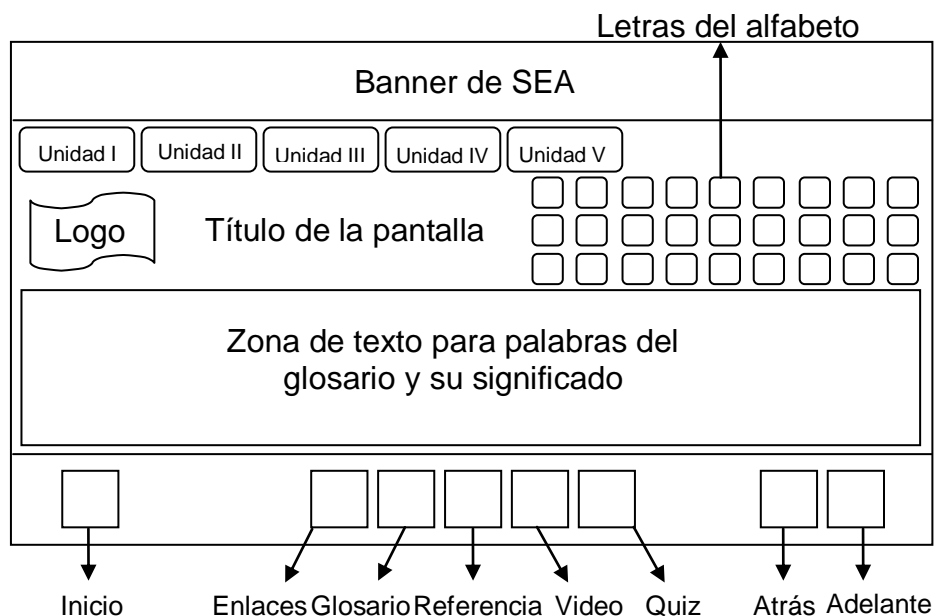 Letras del alfabeto
Banner de SEA
Unidad I Unidad II Unidad III Unidad IV Unidad V
Logo Título de la pantalla
Zona de texto para palabras del
glosario y su significado
Inicio Enlaces Glosario Referencia Video Quiz Atrás Adelante